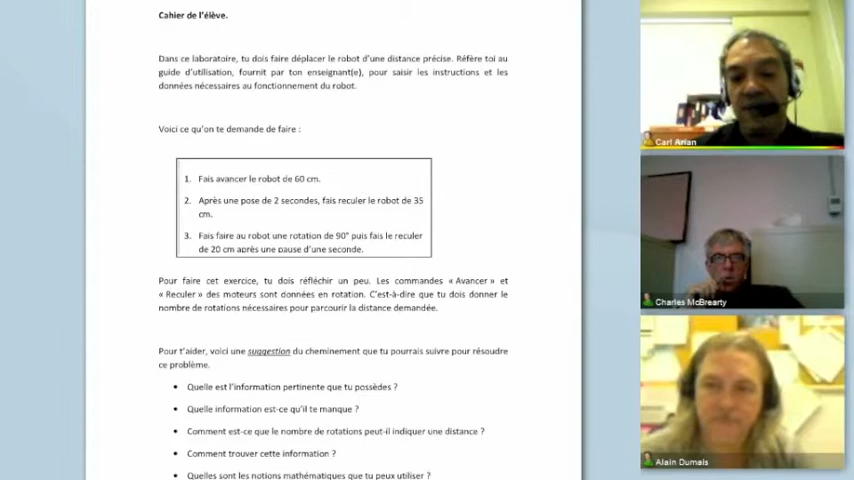 Cahier de l'élève.
Dans ce laboratoire, tu dois faire déplacer le robot d'une distance précise. Réfère toi au
guide d'utilisation, fournit par ton enseignant(e), pour saisir les instructions et les
données nécessaires au fonctionnement du robot.
Voici ce qu'on te demande de faire :
1. Fais avancer le robot de 60 cm.
2. Après une pose de 2 secondes, fais reculer le robot de 35
cm.
3. Fais faire au robot une rotation de 90° puis fais le reculer
de 20 cm après une pause d'une seconde.
Pour faire cet exercice, tu dois réfléchir un peu. Les commandes « Avancer » et
« Reculer » des moteurs sont données en rotation. C'est-à-dire que tu dois donner le
nombre de rotations nécessaires pour parcourir la distance demandée.
Pour t'aider, voici une suggestion du cheminement que tu pourrais suivre pour résoudre
ce problème.
• Quelle est l'information pertinente que tu possèdes ?
• Quelle information est-ce qu'il te manque ?
• Comment est-ce que le nombre de rotations peut-il indiquer une distance ?
• Comment trouver cette information ?
• Quelles sont les notions mathématiques que tu peux utiliser ?
Carl Arian
Charles McBrearty
Alain Dumais